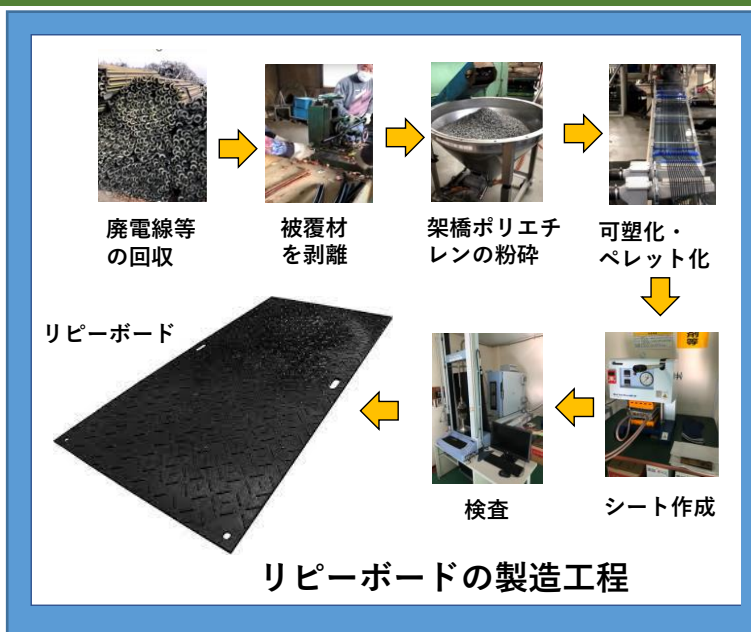 廃電線等
の回収
被覆材
を剥離
架橋ポリエチ
レンの粉砕
可塑化・
ペレット化
リピーボード
剤等
検査
シート作成
リピーボードの製造工程